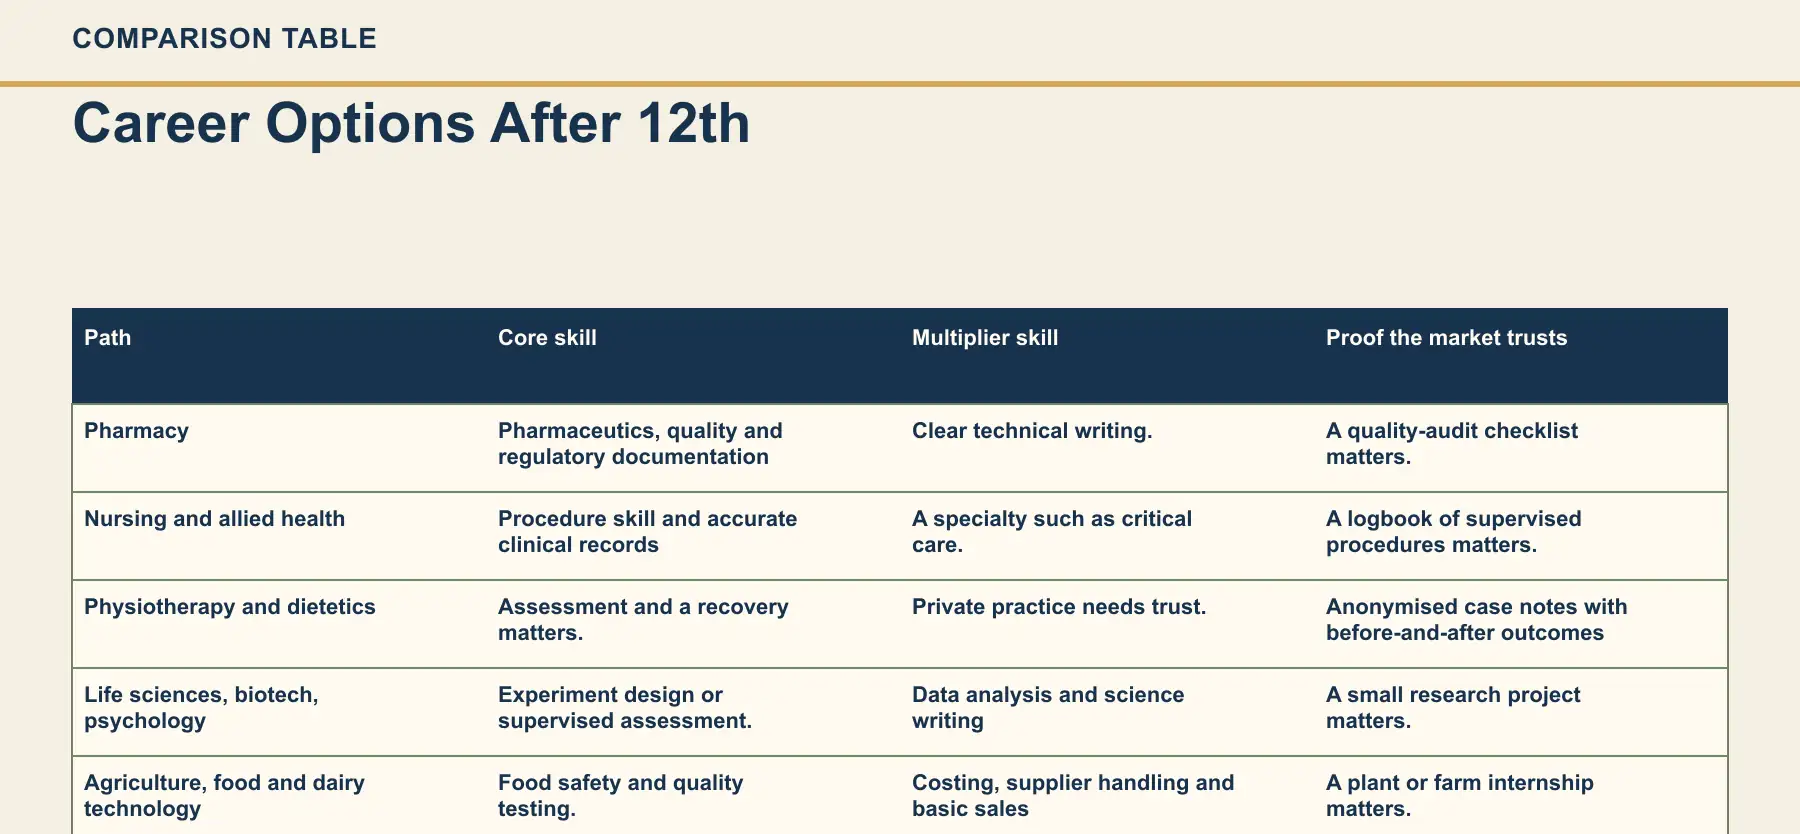 COMPARISON TABLE
Career Options After 12th
Path
Core skill
Multiplier skill
Proof the market trusts
Pharmacy
Pharmaceutics, quality and
regulatory documentation
Clear technical writing.
A quality-audit checklist
matters.
Nursing and allied health
Procedure skill and accurate
clinical records
A specialty such as critical
care.
A logbook of supervised
procedures matters.
Physiotherapy and dietetics
Assessment and a recovery
matters.
Private practice needs trust.
Anonymised case notes with
before-and-after outcomes
Life sciences, biotech,
psychology
Experiment design or
supervised assessment.
Data analysis and science
writing
A small research project
matters.
Agriculture, food and dairy
technology
Food safety and quality
testing.
Costing, supplier handling and
basic sales
A plant or farm internship
matters.